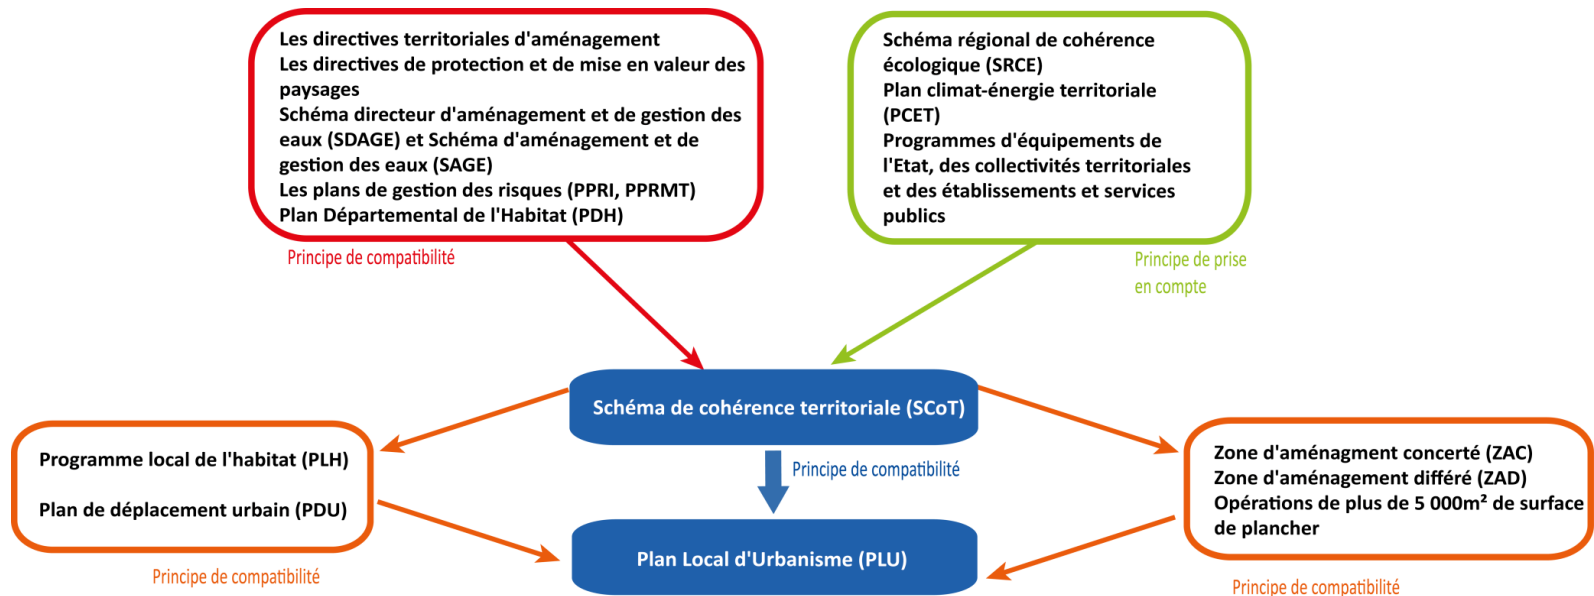 Les directives territoriales d'aménagement
Les directives de protection et de mise en valeur des
paysages
Schéma directeur d'aménagement et de gestion des
eaux (SDAGE) et Schéma d'aménagement et de
gestion des eaux (SAGE)
Les plans de gestion des risques (PPRI, PPRMT)
Plan Départemental de l'Habitat (PDH)
Principe de compatibilité
Schéma régional de cohérence
écologique (SRCE)
Plan climat-énergie territoriale
(PCET)
Programmes d'équipements de
l'Etat, des collectivités territoriales
et des établissements et services
publics
Principe de prise
en compte
Schéma de cohérence territoriale (SCoT)
Principe de compatibilité
Programme local de l'habitat (PLH)
Plan de déplacement urbain (PDU)
Principe de compatibilité
Zone d'aménagment concerté (ZAC)
Zone d'aménagement différé (ZAD)
Opérations de plus de 5 000m² de surface
de plancher
Principe de compatibilité
Plan Local d'Urbanisme (PLU)